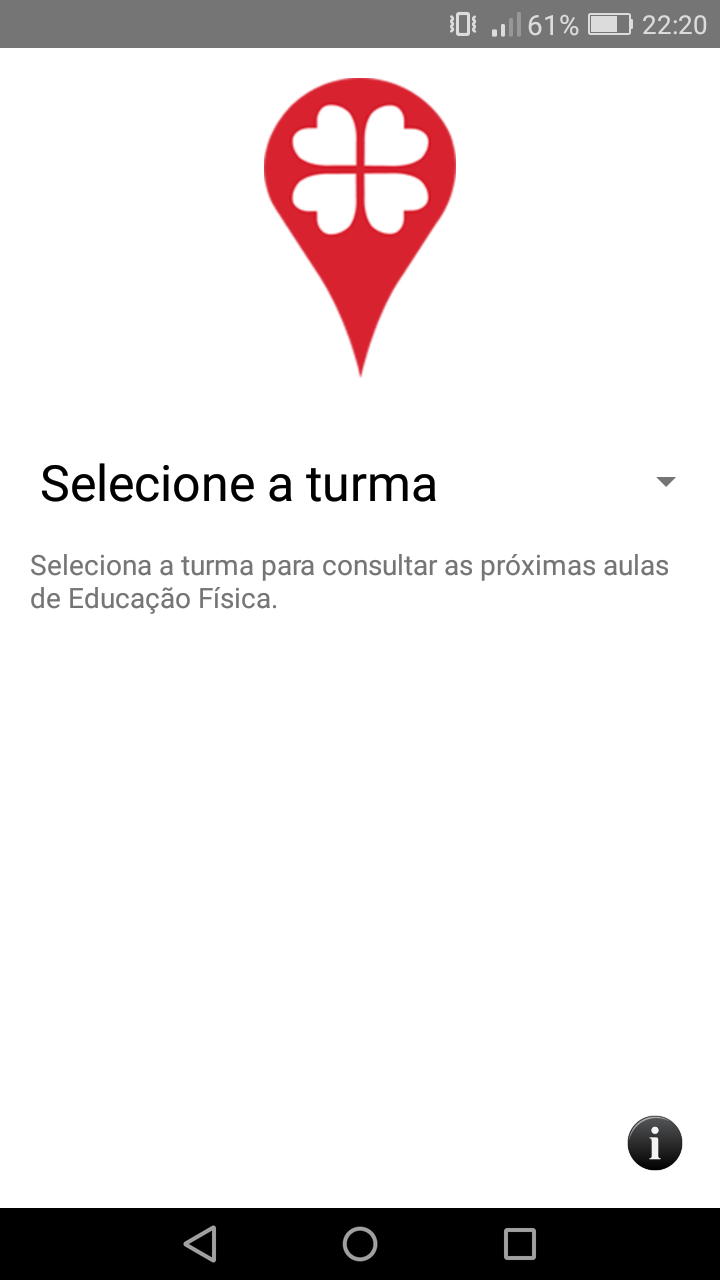 61% 22:20
Selecione a turma
Seleciona a turma para consultar as próximas aulas
de Educação Física.
i